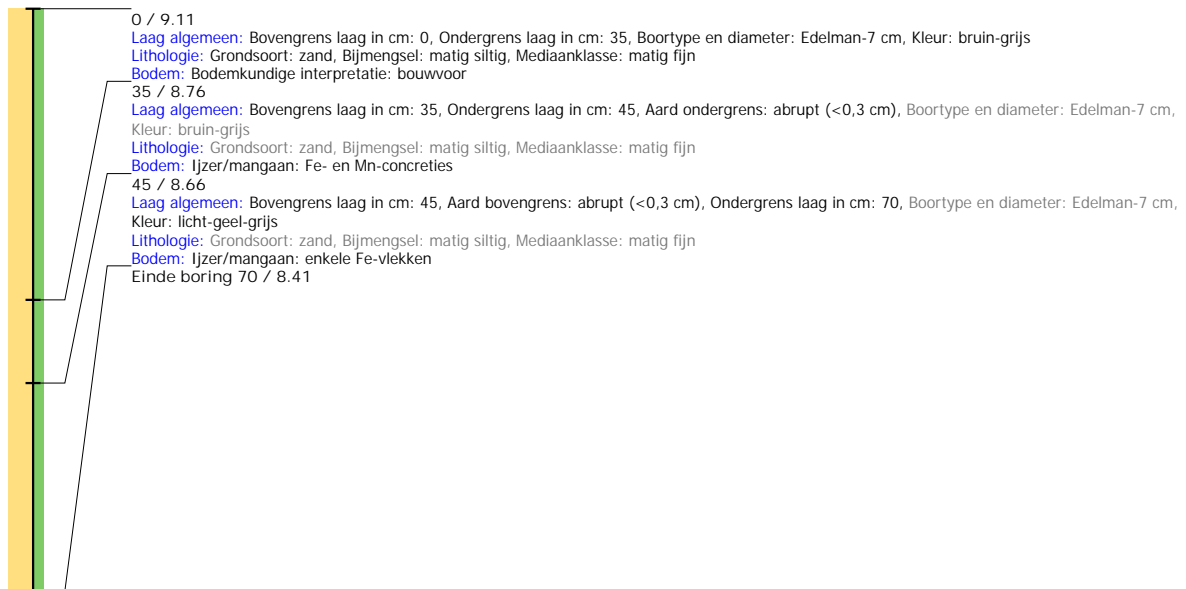 0 / 9.11
Laag algemeen: Bovengrens laag in cm: 0, Ondergrens laag in cm: 35, Boortype en diameter: Edelman-7 cm, Kleur: bruin-grijs
Lithologie: Grondsoort: zand, Bijmengsel: matig siltig, Mediaanklasse: matig fijn
Bodem: Bodemkundige interpretatie: bouwvoor
35 / 8.76
Laag algemeen: Bovengrens laag in cm: 35, Ondergrens laag in cm: 45, Aard ondergrens: abrupt (<0,3 cm), Boortype en diameter: Edelman-7 cm,
Kleur: bruin-grijs
Lithologie: Grondsoort: zand, Bijmengsel: matig siltig, Mediaanklasse: matig fijn
Bodem: Ijzer/mangaan: Fe- en Mn-concreties
45 / 8.66
Laag algemeen: Bovengrens laag in cm: 45, Aard bovengrens: abrupt (<0,3 cm), Ondergrens laag in cm: 70, Boortype en diameter: Edelman-7 cm,
Kleur: licht-geel-grijs
Lithologie: Grondsoort: zand, Bijmengsel: matig siltig, Mediaanklasse: matig fijn
Bodem: Ijzer/mangaan: enkele Fe-vlekken
Einde boring 70 / 8.41